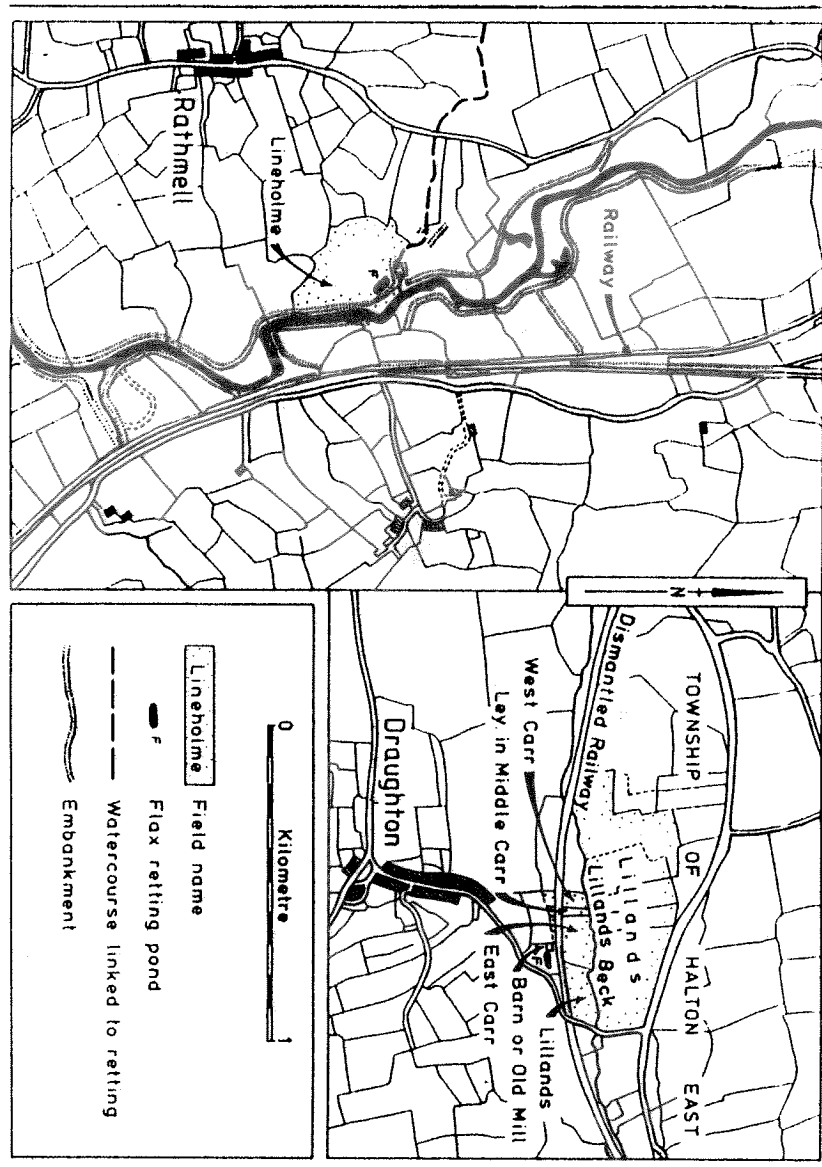 Rathmell
Lineholme
F
Railway
N
TOWNSHIP OF HALTON EAST
Dismantled Railway
West Carr
Ley in Middle Carr
Lillands
Lillands Beck
Lillands
Barn or Old Mill
F
East Carr
Draughton
0 Kilometre 1
Lineholme Field name
F Flax retting pond
Watercourse linked to retting
Embankment